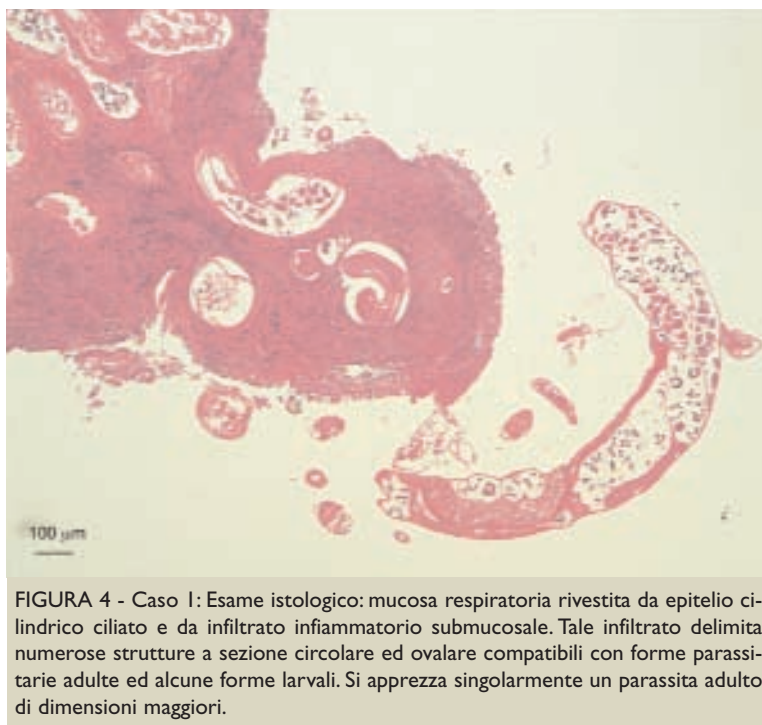 100 µm
FIGURA 4 - Caso 1: Esame istologico: mucosa respiratoria rivestita da epitelio ci-
lindrico ciliato e da infiltrato infiammatorio submucosale. Tale infiltrato delimita
numerose strutture a sezione circolare ed ovalare compatibili con forme parassi-
tarie adulte ed alcune forme larvali. Si apprezza singolarmente un parassita adulto
di dimensioni maggiori.